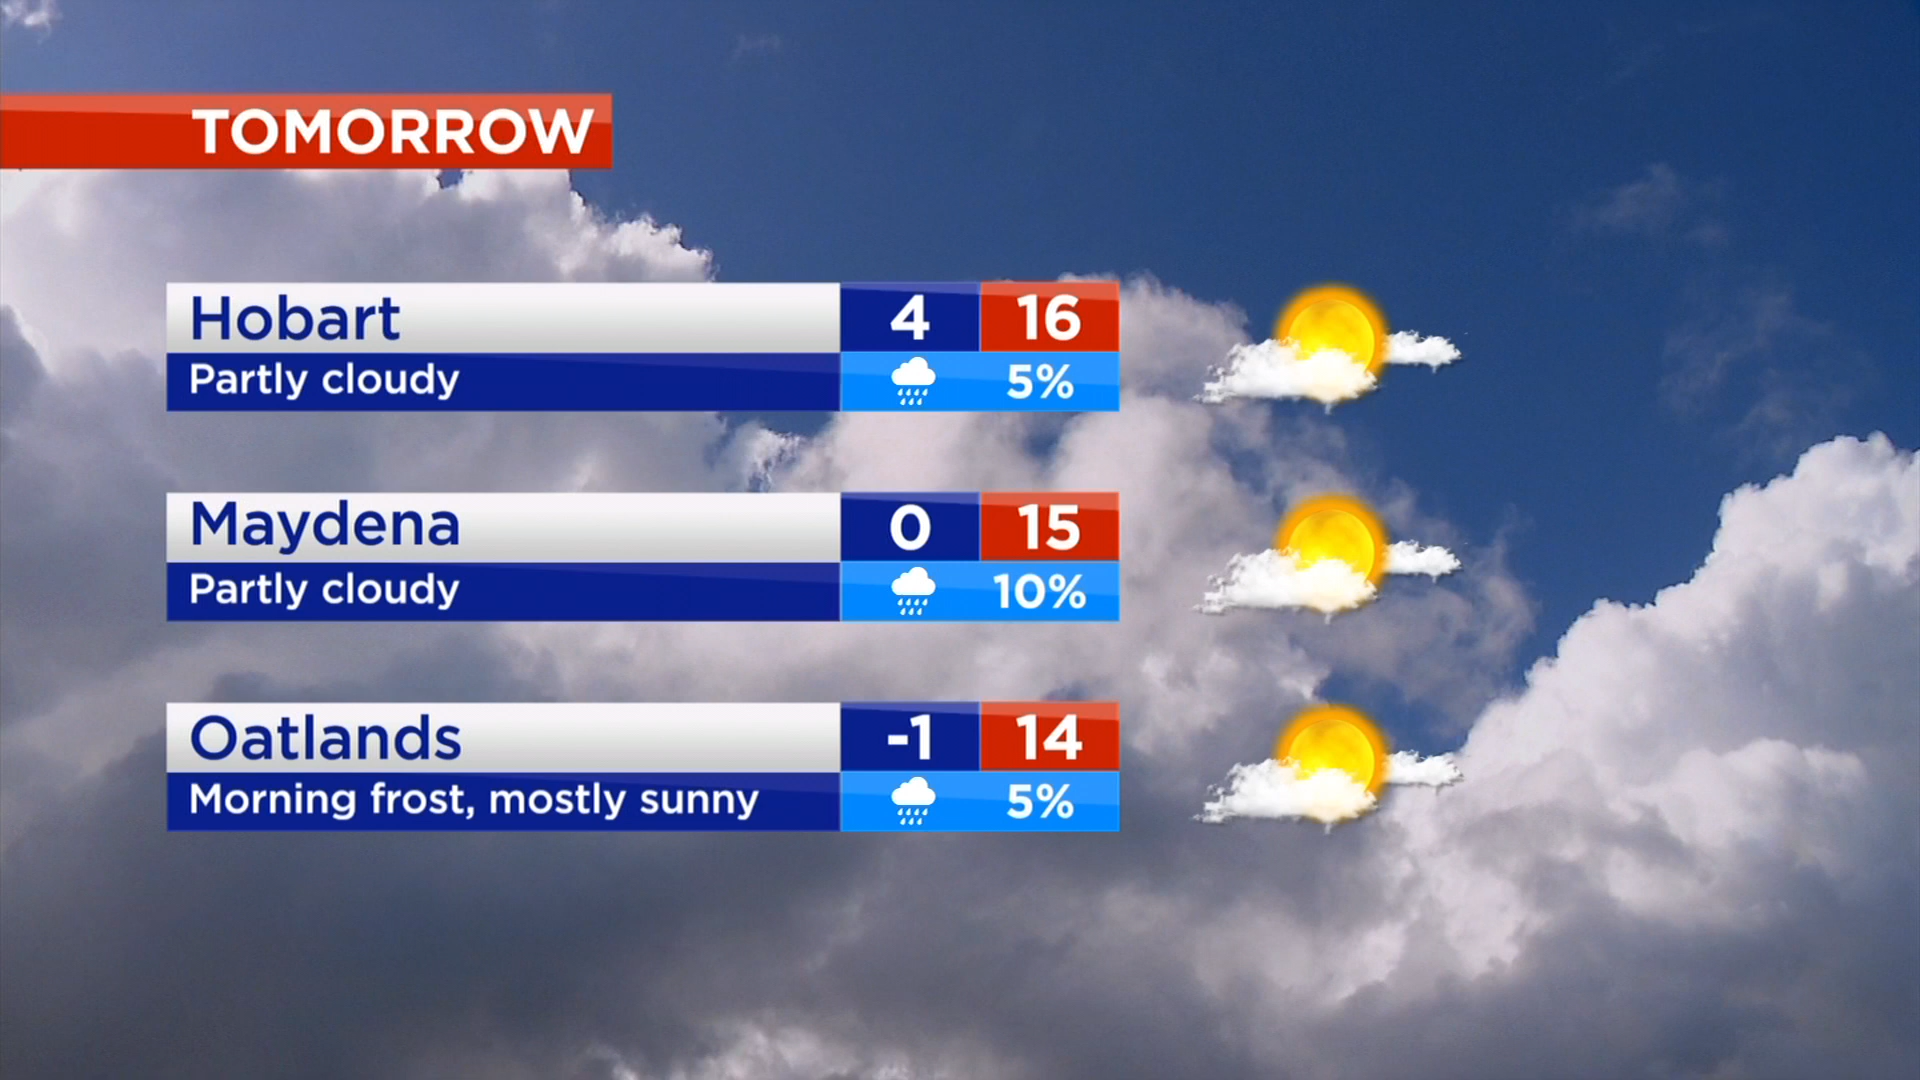 TOMORROW
Hobart 4 16
Partly cloudy 5%
Maydena 0 15
Partly cloudy 10%
Oatlands -1 14
Morning frost, mostly sunny 5%